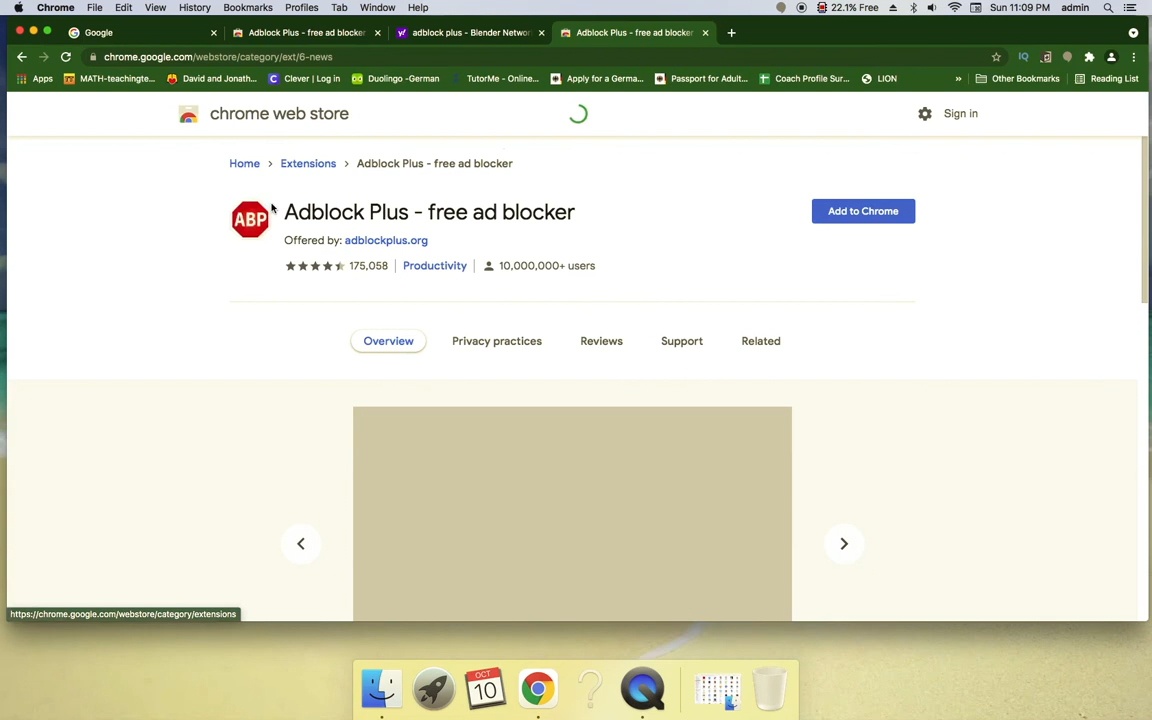 Chrome File Edit View History Bookmarks Profiles Tab Window Help 22.1% Free Sun 11:09 PM admin
Google Adblock Plus - free ad blocker adblock plus - Blender Networ Adblock Plus - free ad blocker
chrome.google.com/webstore/category/ext/6-news
Apps MATH-teachingte... David and Jonath... Clever | Log in Duolingo -German TutorMe - Online... Apply for a Germa... Passport for Adult... Coach Profile Sur... LION » Other Bookmarks Reading List
chrome web store Sign in
Home > Extensions > Adblock Plus - free ad blocker
ABP Adblock Plus - free ad blocker Add to Chrome
Offered by: adblockplus.org
175,058 Productivity 10,000,000+ users
Overview Privacy practices Reviews Support Related
https://chrome.google.com/webstore/category/extensions
OCT
10